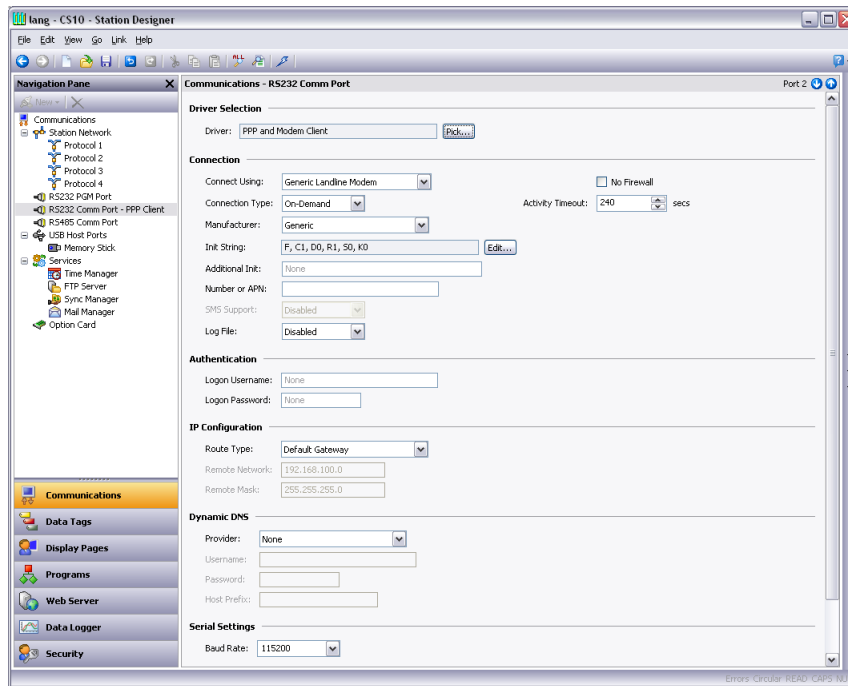 lang - CS10 - Station Designer
File Edit View Go Link Help
Navigation Pane
New
Communications
Station Network
Protocol 1
Protocol 2
Protocol 3
Protocol 4
RS232 PGM Port
RS232 Comm Port - PPP Client
RS485 Comm Port
USB Host Ports
Memory Stick
Services
Time Manager
FTP Server
Sync Manager
Mail Manager
Option Card
Communications
Data Tags
Display Pages
Programs
Web Server
Data Logger
Security
Communications - RS232 Comm Port Port 2
Driver Selection
Driver: PPP and Modem Client Pick...
Connection
Connect Using: Generic Landline Modem No Firewall
Connection Type: On-Demand Activity Timeout: 240 secs
Manufacturer: Generic
Init String: F, C1, D0, R1, S0, K0 Edit...
Additional Init: None
Number or APN:
SMS Support: Disabled
Log File: Disabled
Authentication
Logon Username: None
Logon Password: None
IP Configuration
Route Type: Default Gateway
Remote Network: 192.168.100.0
Remote Mask: 255.255.255.0
Dynamic DNS
Provider: None
Username:
Password:
Host Prefix:
Serial Settings
Baud Rate: 115200
Errors Circular READ CAPS